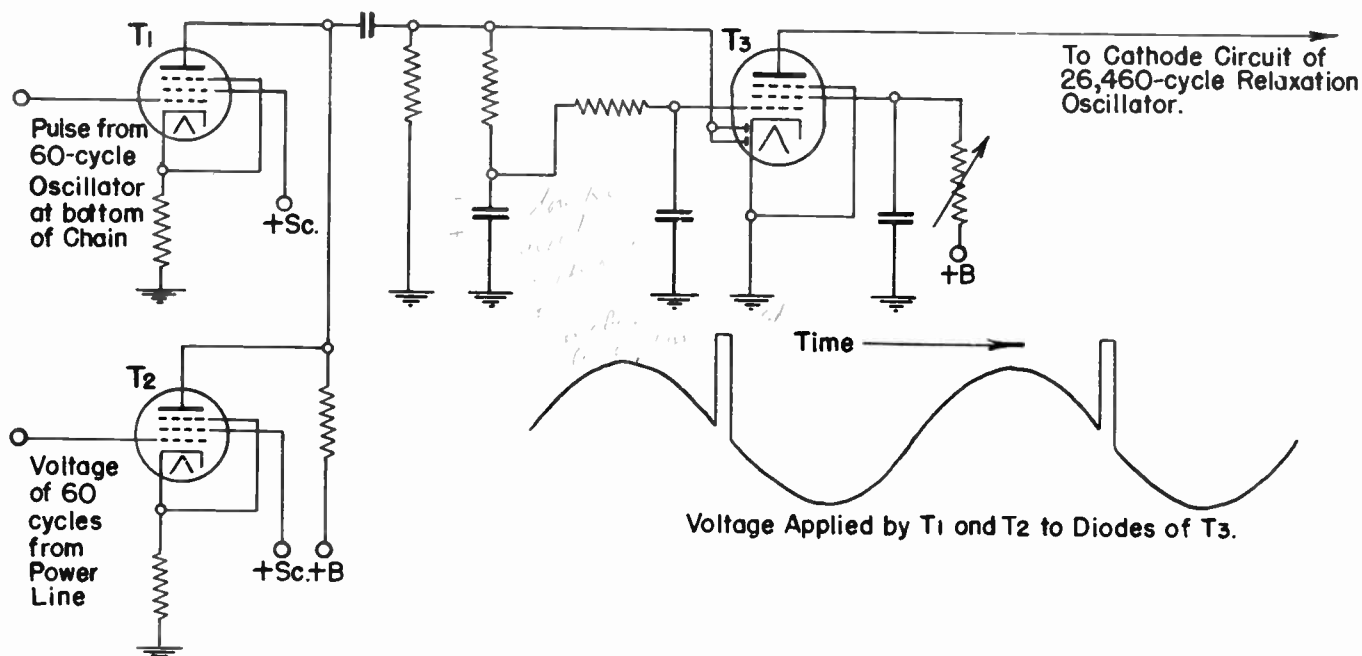 T1
T3
To Cathode Circuit of
26,460-cycle Relaxation
Oscillator.
Pulse from
60-cycle
Oscillator
at bottom
of Chain
+Sc.
+B
Time
T2
Voltage
of 60
cycles
from
Power
Line
+Sc.+B
Voltage Applied by T1 and T2 to Diodes of T3.